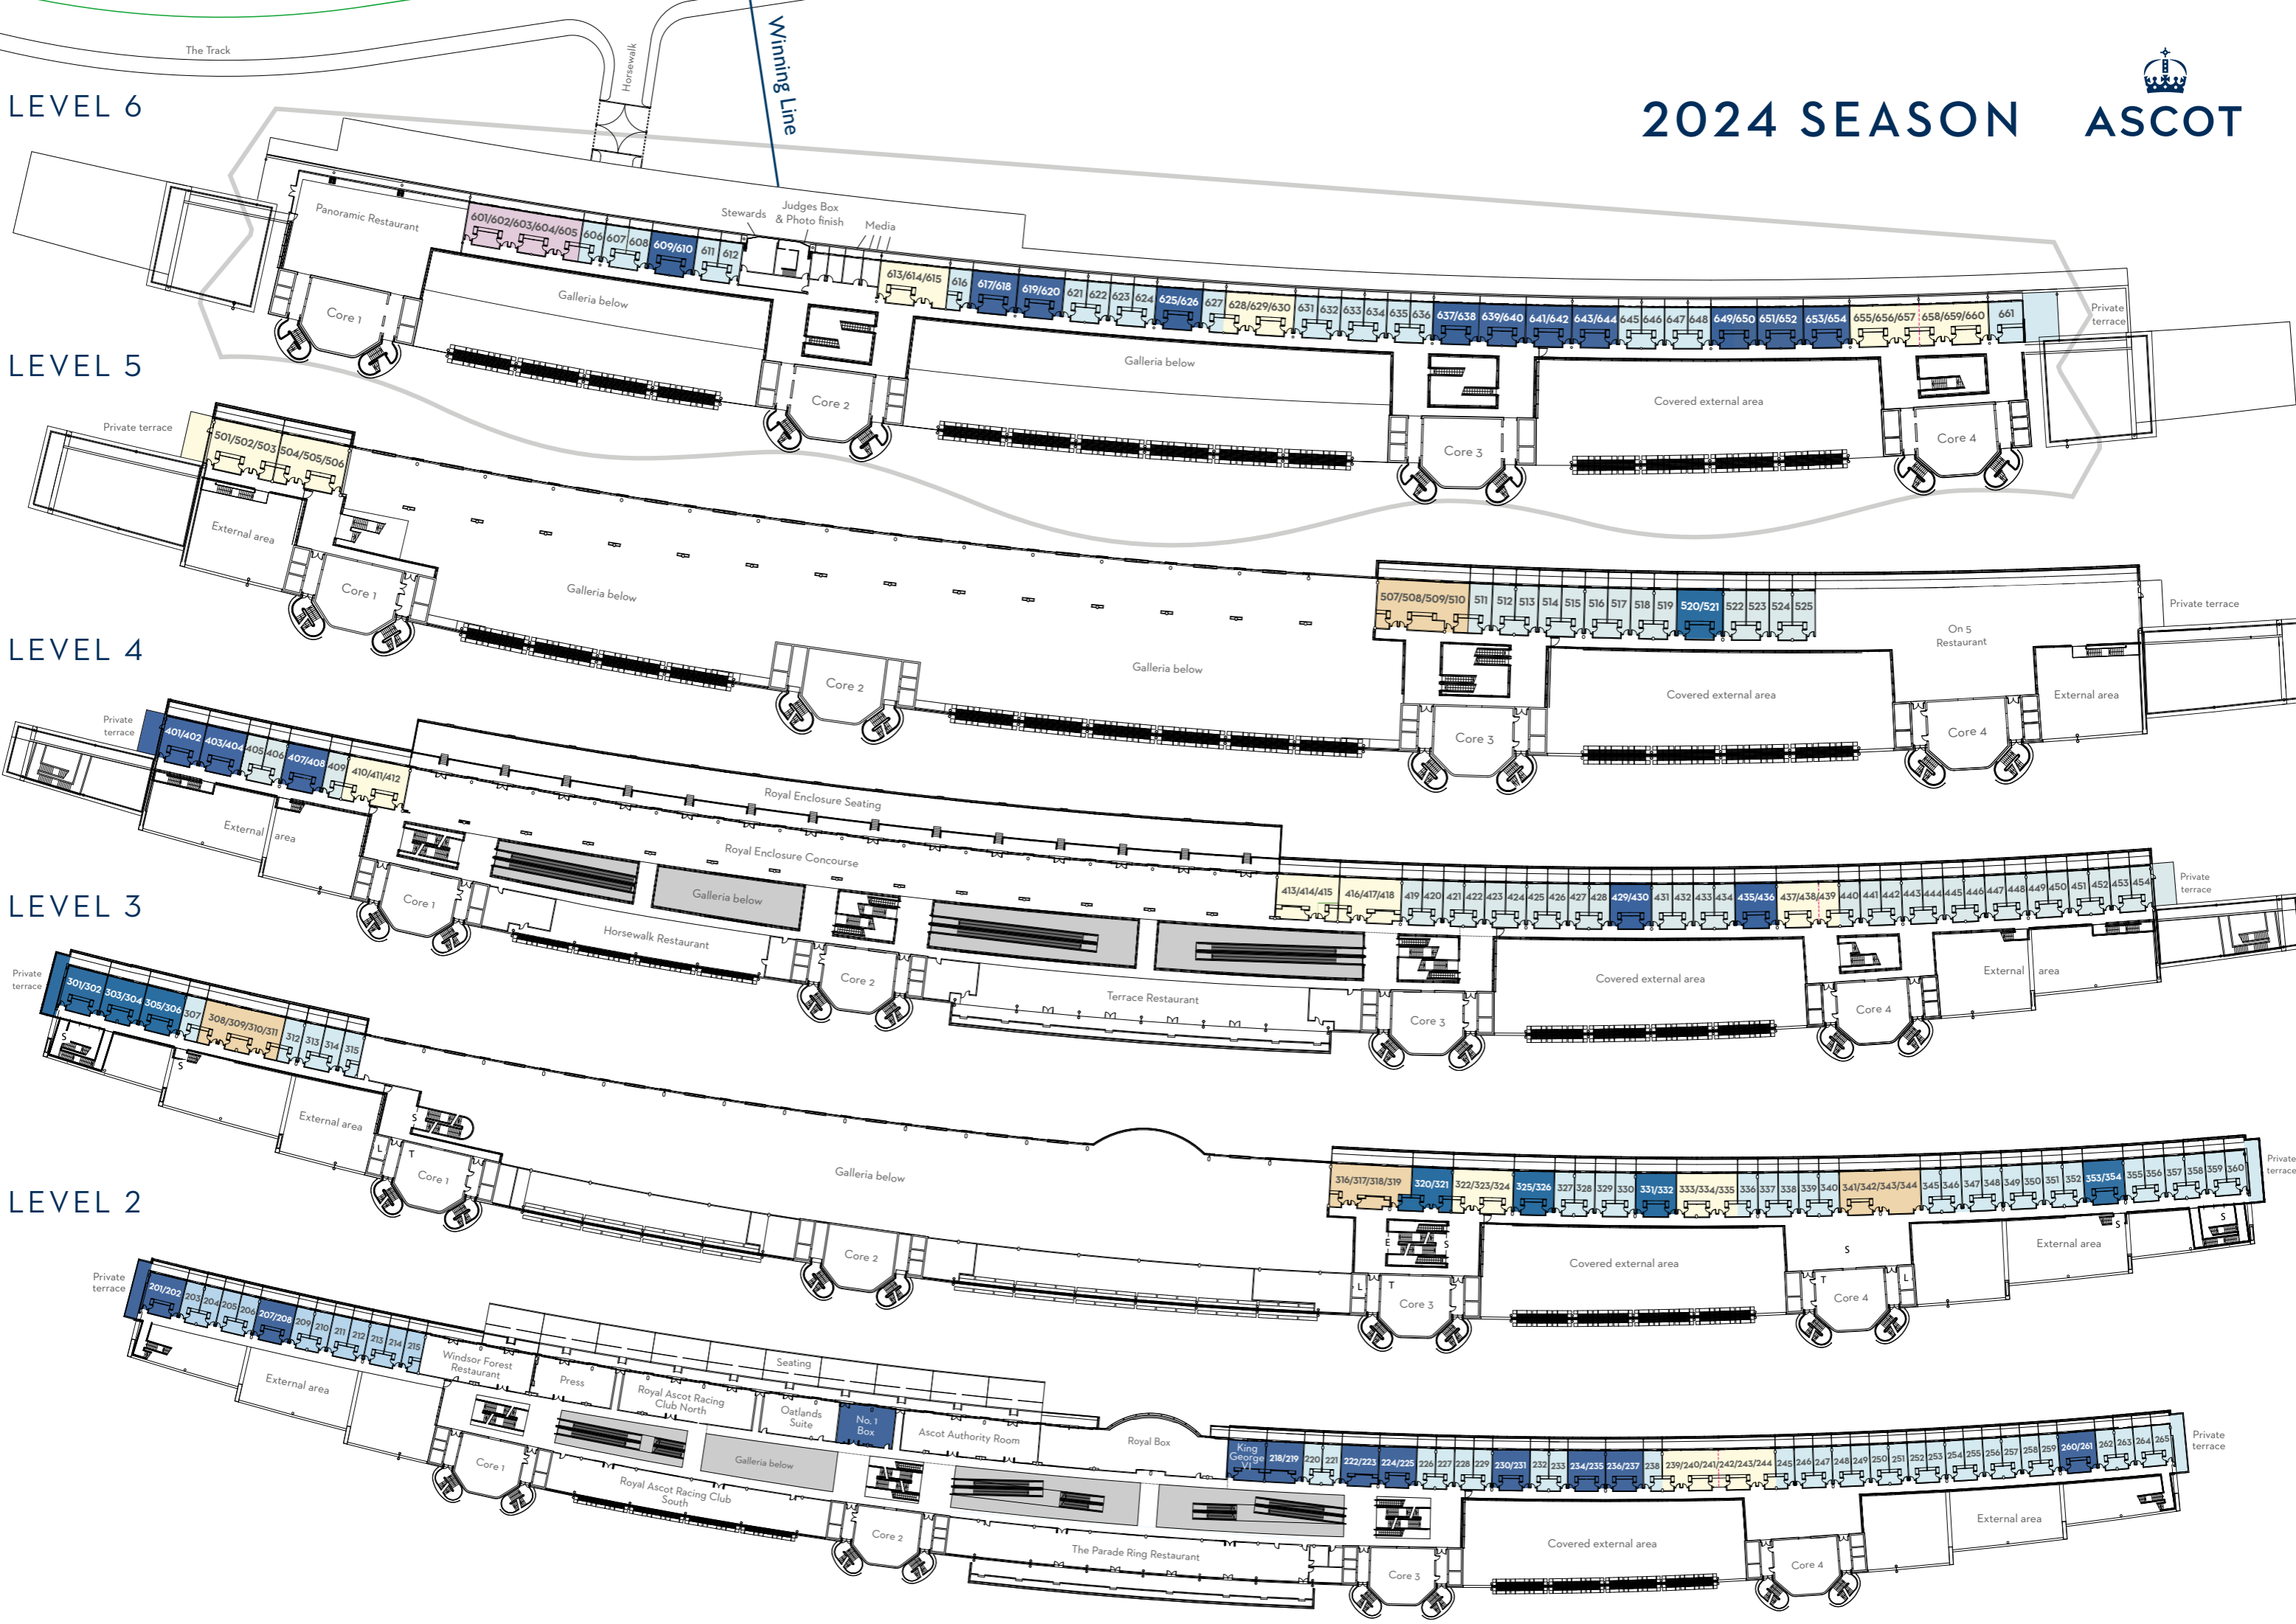 The Track
Horsewalk
Winning Line
2024 SEASON
ASCOT
LEVEL 6
Panoramic Restaurant
601/602/603/604/605
606
607
608
609/610
611
612
Stewards
Judges Box
& Photo finish
Media
613/614/615
616
617/618
619/620
621
622
623
624
625/626
627
628/629/630
631
632
633
634
635
636
637/638
639/640
641/642
643/644
645
646
647
648
649/650
651/652
653/654
655/656/657
658/659/660
661
Private
terrace
Core 1
Galleria below
Core 2
Galleria below
Core 3
Covered external area
Core 4
LEVEL 5
Private terrace
501/502/503
504/505/506
External area
Core 1
Galleria below
Core 2
Galleria below
507/508/509/510
511
512
513
514
515
516
517
518
519
520/521
522
523
524
525
On 5
Restaurant
Private terrace
Core 3
Covered external area
Core 4
External area
LEVEL 4
Private
terrace
401/402
403/404
405
406
407/408
409
410/411/412
Royal Enclosure Seating
Royal Enclosure Concourse
External area
Core 1
Galleria below
Horsewalk Restaurant
Core 2
Terrace Restaurant
413/414/415
416/417/418
419
420
421
422
423
424
425
426
427
428
429/430
431
432
433
434
435/436
437/438/439
440
441
442
443
444
445
446
447
448
449
450
451
452
453
454
Private
terrace
Core 3
Covered external area
Core 4
External area
LEVEL 3
Private
terrace
301/302
303/304
305/306
307
308/309/310/311
312
313
314
315
S
S
External area
S
L
T
Core 1
Galleria below
Core 2
316/317/318/319
320/321
322/323/324
325/326
327
328
329
330
331/332
333/334/335
336
337
338
339
340
341/342/343/344
345
346
347
348
349
350
351
352
353/354
355
356
357
358
359
360
Private
terrace
E
S
L
T
Core 3
Covered external area
S
T
L
Core 4
External area
S
S
LEVEL 2
Private
terrace
201/202
203
204
205
206
207/208
209
210
211
212
213
214
215
Windsor Forest
Restaurant
Press
Royal Ascot Racing
Club North
Seating
Oatlands
Suite
No. 1
Box
Ascot Authority Room
Royal Box
King
George
VI
218/219
220
221
222/223
224/225
226
227
228
229
230/231
232
233
234/235
236/237
238
239/240/241
242/243/244
245
246
247
248
249
250
251
252
253
254
255
256
257
258
259
260/261
262
263
264
265
Private
terrace
External area
Core 1
Galleria below
Royal Ascot Racing Club
South
Core 2
The Parade Ring Restaurant
Core 3
Covered external area
Core 4
External area